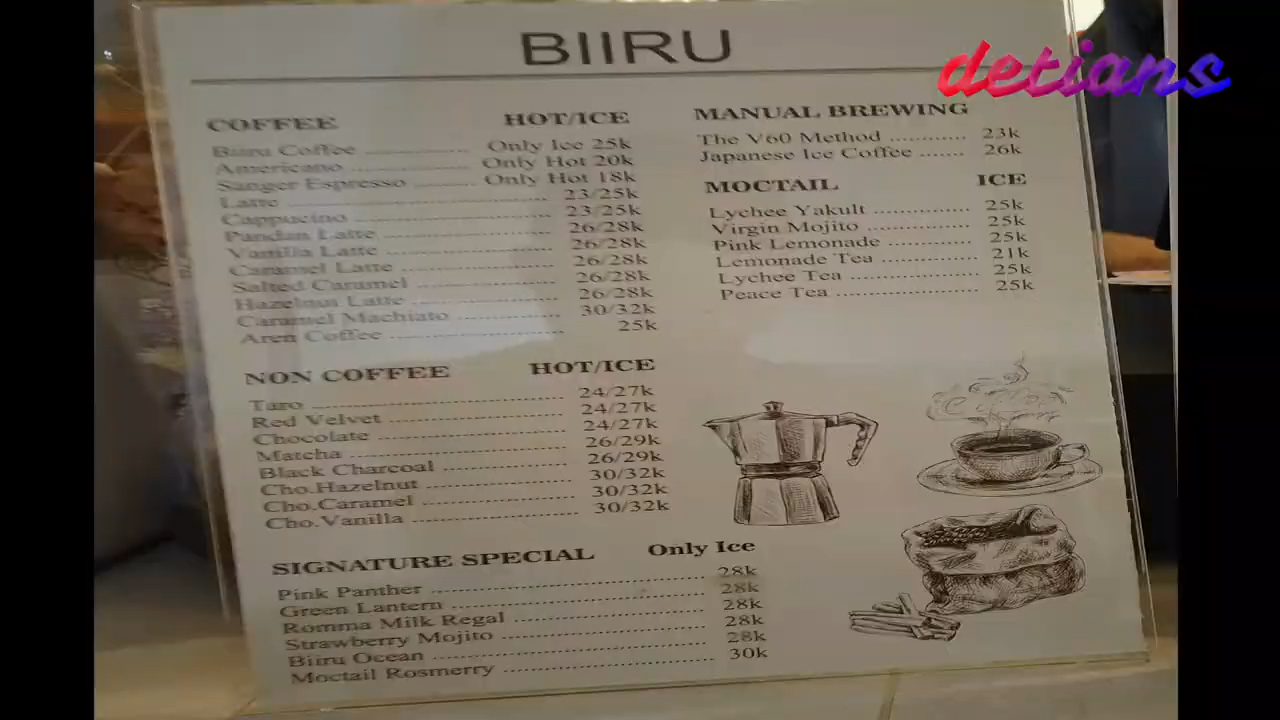 BIIRU
detians
COFFEE HOT/ICE
Biiru Coffee .................... Only Ice 25k
Americano .................... Only Hot 20k
Sanger Espresso ........... Only Hot 18k
Latte .................... 23/25k
Cappucino .................... 23/25k
Pandan Latte .................... 26/28k
Vanilla Latte .................... 26/28k
Caramel Latte .................... 26/28k
Salted Caramel .................... 26/28k
Hazelnut Latte .................... 26/28k
Caramel Machiato .................... 30/32k
Aren Coffee .................... 25k
NON COFFEE HOT/ICE
Taro .................... 24/27k
Red Velvet .................... 24/27k
Chocolate .................... 24/27k
Matcha .................... 26/29k
Black Charcoal .................... 26/29k
Cho.Hazelnut .................... 30/32k
Cho.Caramel .................... 30/32k
Cho.Vanilla .................... 30/32k
SIGNATURE SPECIAL Only Ice
Pink Panther .................... 28k
Green Lantern .................... 28k
Romma Milk Regal .................... 28k
Strawberry Mojito .................... 28k
Biiru Ocean .................... 28k
Moctail Rosmerry .................... 30k
MANUAL BREWING
The V60 Method ............ 23k
Japanese Ice Coffee ....... 26k
MOCTAIL ICE
Lychee Yakult ............... 25k
Virgin Mojito ................ 25k
Pink Lemonade ............. 25k
Lemonade Tea .............. 21k
Lychee Tea .................... 25k
Peace Tea ...................... 25k